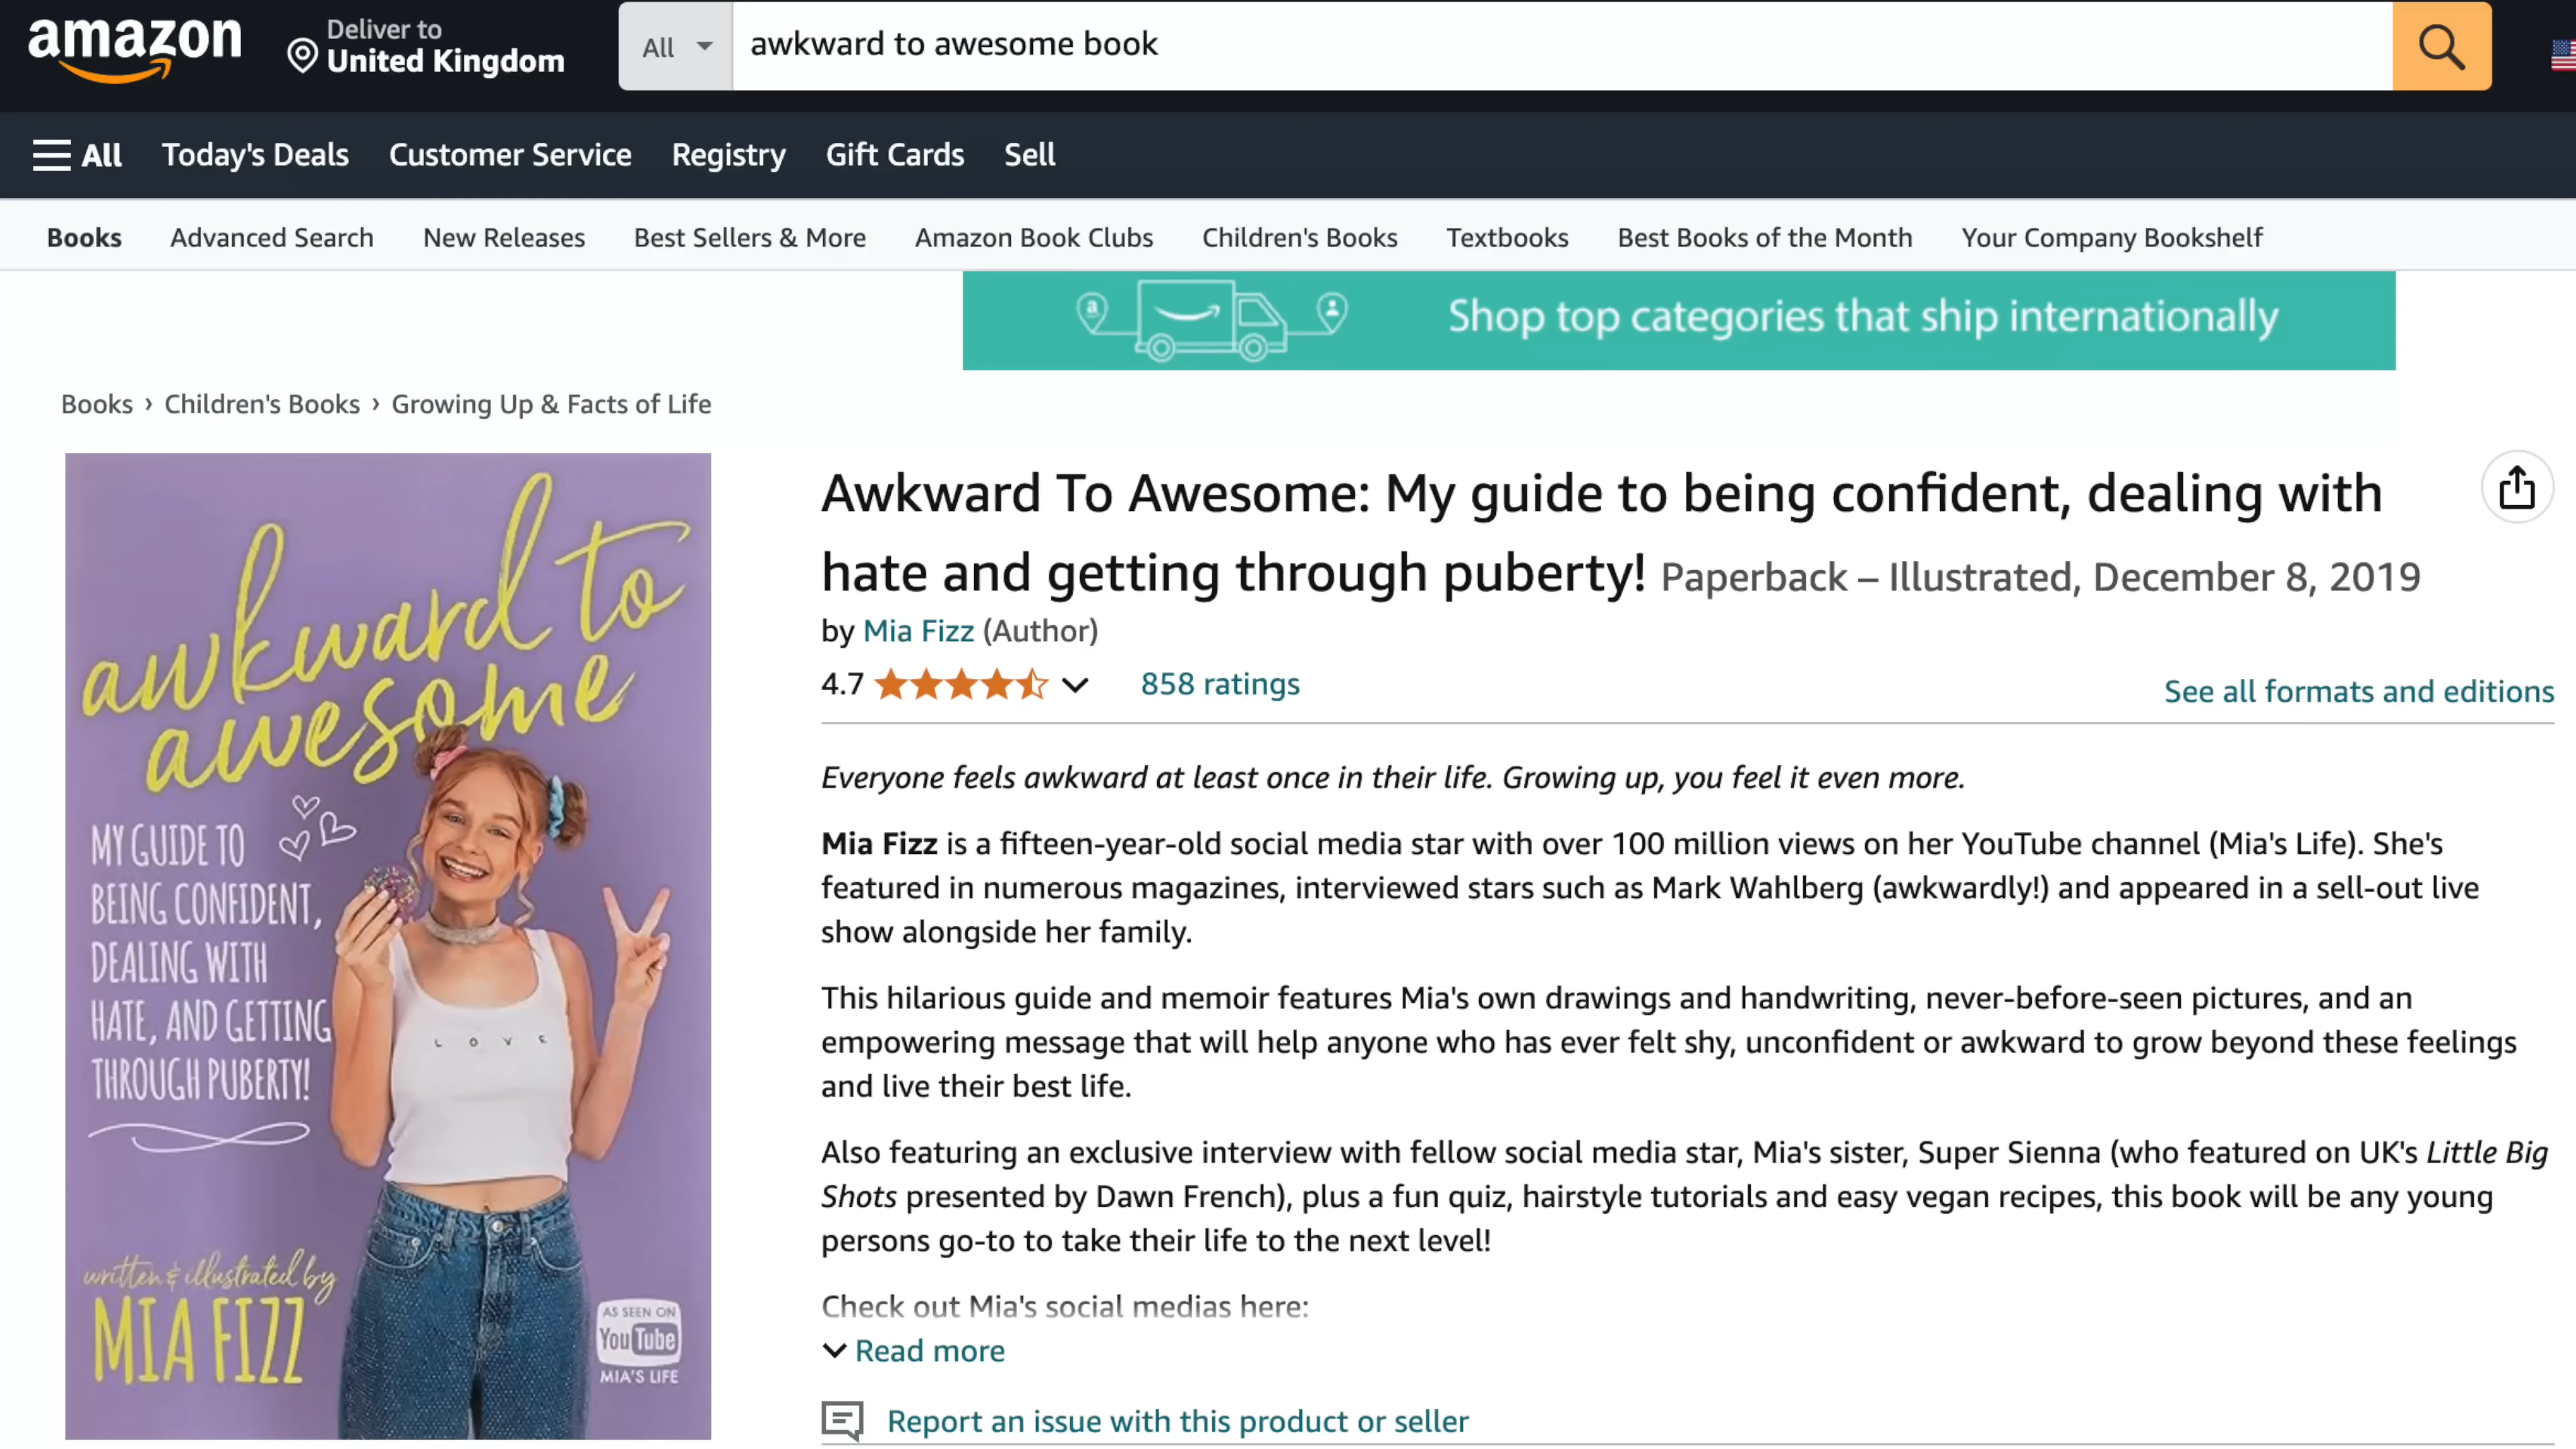 amazon
Deliver to
United Kingdom
All
awkward to awesome book
All Today's Deals Customer Service Registry Gift Cards Sell
Books Advanced Search New Releases Best Sellers & More Amazon Book Clubs Children's Books Textbooks Best Books of the Month Your Company Bookshelf
a Shop top categories that ship internationally
Books › Children's Books › Growing Up & Facts of Life
awkward to
awesome
MY GUIDE TO
BEING CONFIDENT,
DEALING WITH
HATE, AND GETTING
THROUGH PUBERTY!
LOVE
written & illustrated by
MIA FIZZ
AS SEEN ON
YouTube
MIA'S LIFE
Awkward To Awesome: My guide to being confident, dealing with
hate and getting through puberty! Paperback – Illustrated, December 8, 2019
by Mia Fizz (Author)
4.7 858 ratings
See all formats and editions
Everyone feels awkward at least once in their life. Growing up, you feel it even more.
Mia Fizz is a fifteen-year-old social media star with over 100 million views on her YouTube channel (Mia's Life). She's
featured in numerous magazines, interviewed stars such as Mark Wahlberg (awkwardly!) and appeared in a sell-out live
show alongside her family.
This hilarious guide and memoir features Mia's own drawings and handwriting, never-before-seen pictures, and an
empowering message that will help anyone who has ever felt shy, unconfident or awkward to grow beyond these feelings
and live their best life.
Also featuring an exclusive interview with fellow social media star, Mia's sister, Super Sienna (who featured on UK's Little Big
Shots presented by Dawn French), plus a fun quiz, hairstyle tutorials and easy vegan recipes, this book will be any young
persons go-to to take their life to the next level!
Check out Mia's social medias here:
Read more
Report an issue with this product or seller